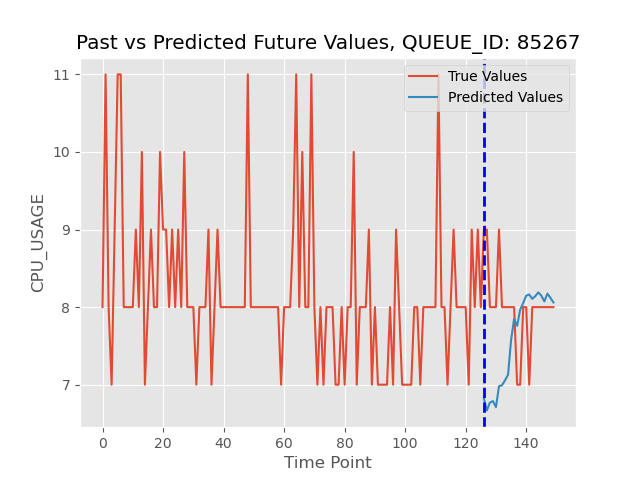 Past vs Predicted Future Values, QUEUE_ID: 85267
True Values
Predicted Values
11
10
9
8
7
CPU_USAGE
0 20 40 60 80 100 120 140
Time Point